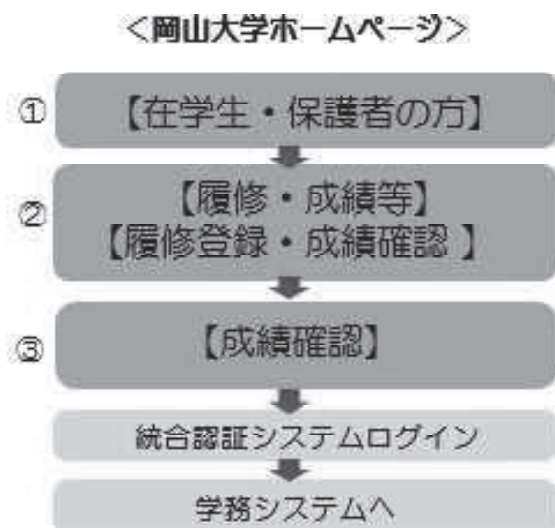 ＜岡山大学ホームページ＞
① 【在学生・保護者の方】
② 【履修・成績等】
【履修登録・成績確認 】
③ 【成績確認】
統合認証システムログイン
学務システムへ